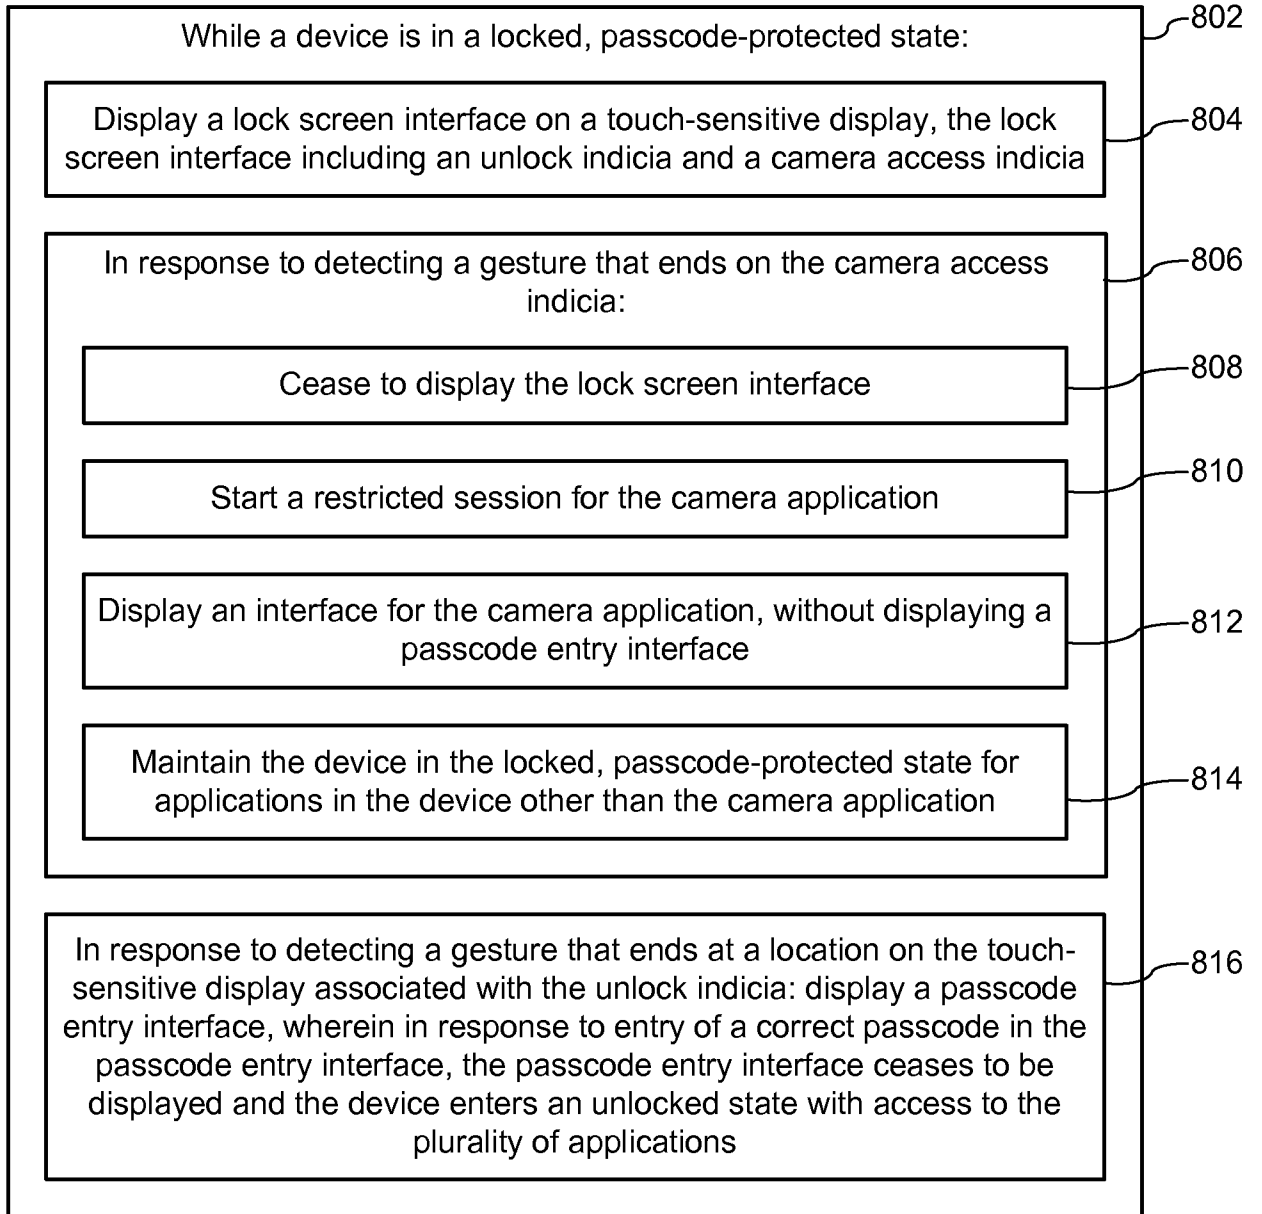 While a device is in a locked, passcode-protected state:
802
Display a lock screen interface on a touch-sensitive display, the lock
screen interface including an unlock indicia and a camera access indicia
804
In response to detecting a gesture that ends on the camera access
indicia:
806
Cease to display the lock screen interface
808
Start a restricted session for the camera application
810
Display an interface for the camera application, without displaying a
passcode entry interface
812
Maintain the device in the locked, passcode-protected state for
applications in the device other than the camera application
814
In response to detecting a gesture that ends at a location on the touch-
sensitive display associated with the unlock indicia: display a passcode
entry interface, wherein in response to entry of a correct passcode in the
passcode entry interface, the passcode entry interface ceases to be
displayed and the device enters an unlocked state with access to the
plurality of applications
816